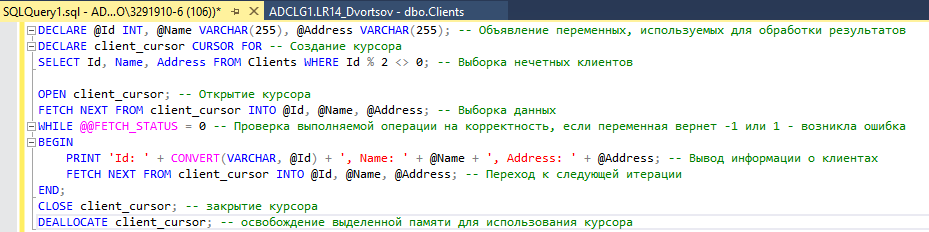 SQLQuery1.sql - AD...O\3291910-6 (106))*
ADCLG1.LR14_Dvortsov - dbo.Clients
DECLARE @Id INT, @Name VARCHAR(255), @Address VARCHAR(255); -- Объявление переменных, используемых для обработки результатов
DECLARE client_cursor CURSOR FOR -- Создание курсора
SELECT Id, Name, Address FROM Clients WHERE Id % 2 <> 0; -- Выборка нечетных клиентов
OPEN client_cursor; -- Открытие курсора
FETCH NEXT FROM client_cursor INTO @Id, @Name, @Address; -- Выборка данных
WHILE @@FETCH_STATUS = 0 -- Проверка выполняемой операции на корректность, если переменная вернет -1 или 1 - возникла ошибка
BEGIN
PRINT 'Id: ' + CONVERT(VARCHAR, @Id) + ', Name: ' + @Name + ', Address: ' + @Address; -- Вывод информации о клиентах
FETCH NEXT FROM client_cursor INTO @Id, @Name, @Address; -- Переход к следующей итерации
END;
CLOSE client_cursor; -- закрытие курсора
DEALLOCATE client_cursor; -- освобождение выделенной памяти для использования курсора